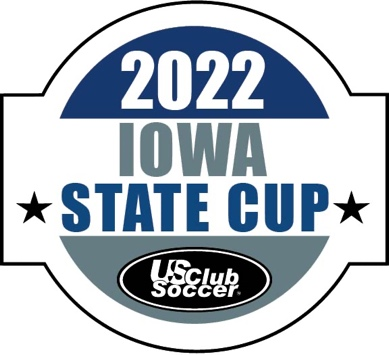 2022
IOWA
STATE CUP
US Club
Soccer®